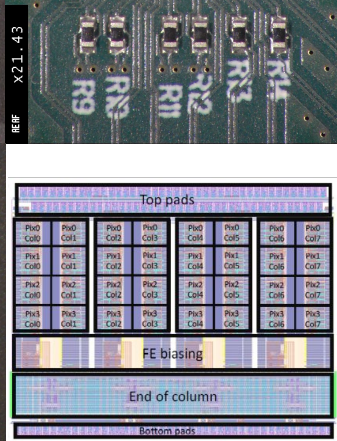 x21.43
REAF
R9 R10 R11 R12 R13 R14
Top pads
Pix0 Col0 Pix0 Col1 Pix0 Col2 Pix0 Col3 Pix0 Col4 Pix0 Col5 Pix0 Col6 Pix0 Col7
Pix1 Col0 Pix1 Col1 Pix1 Col2 Pix1 Col3 Pix1 Col4 Pix1 Col5 Pix1 Col6 Pix1 Col7
Pix2 Col0 Pix2 Col1 Pix2 Col2 Pix2 Col3 Pix2 Col4 Pix2 Col5 Pix2 Col6 Pix2 Col7
Pix3 Col0 Pix3 Col1 Pix3 Col2 Pix3 Col3 Pix3 Col4 Pix3 Col5 Pix3 Col6 Pix3 Col7
FE biasing
End of column
Bottom pads